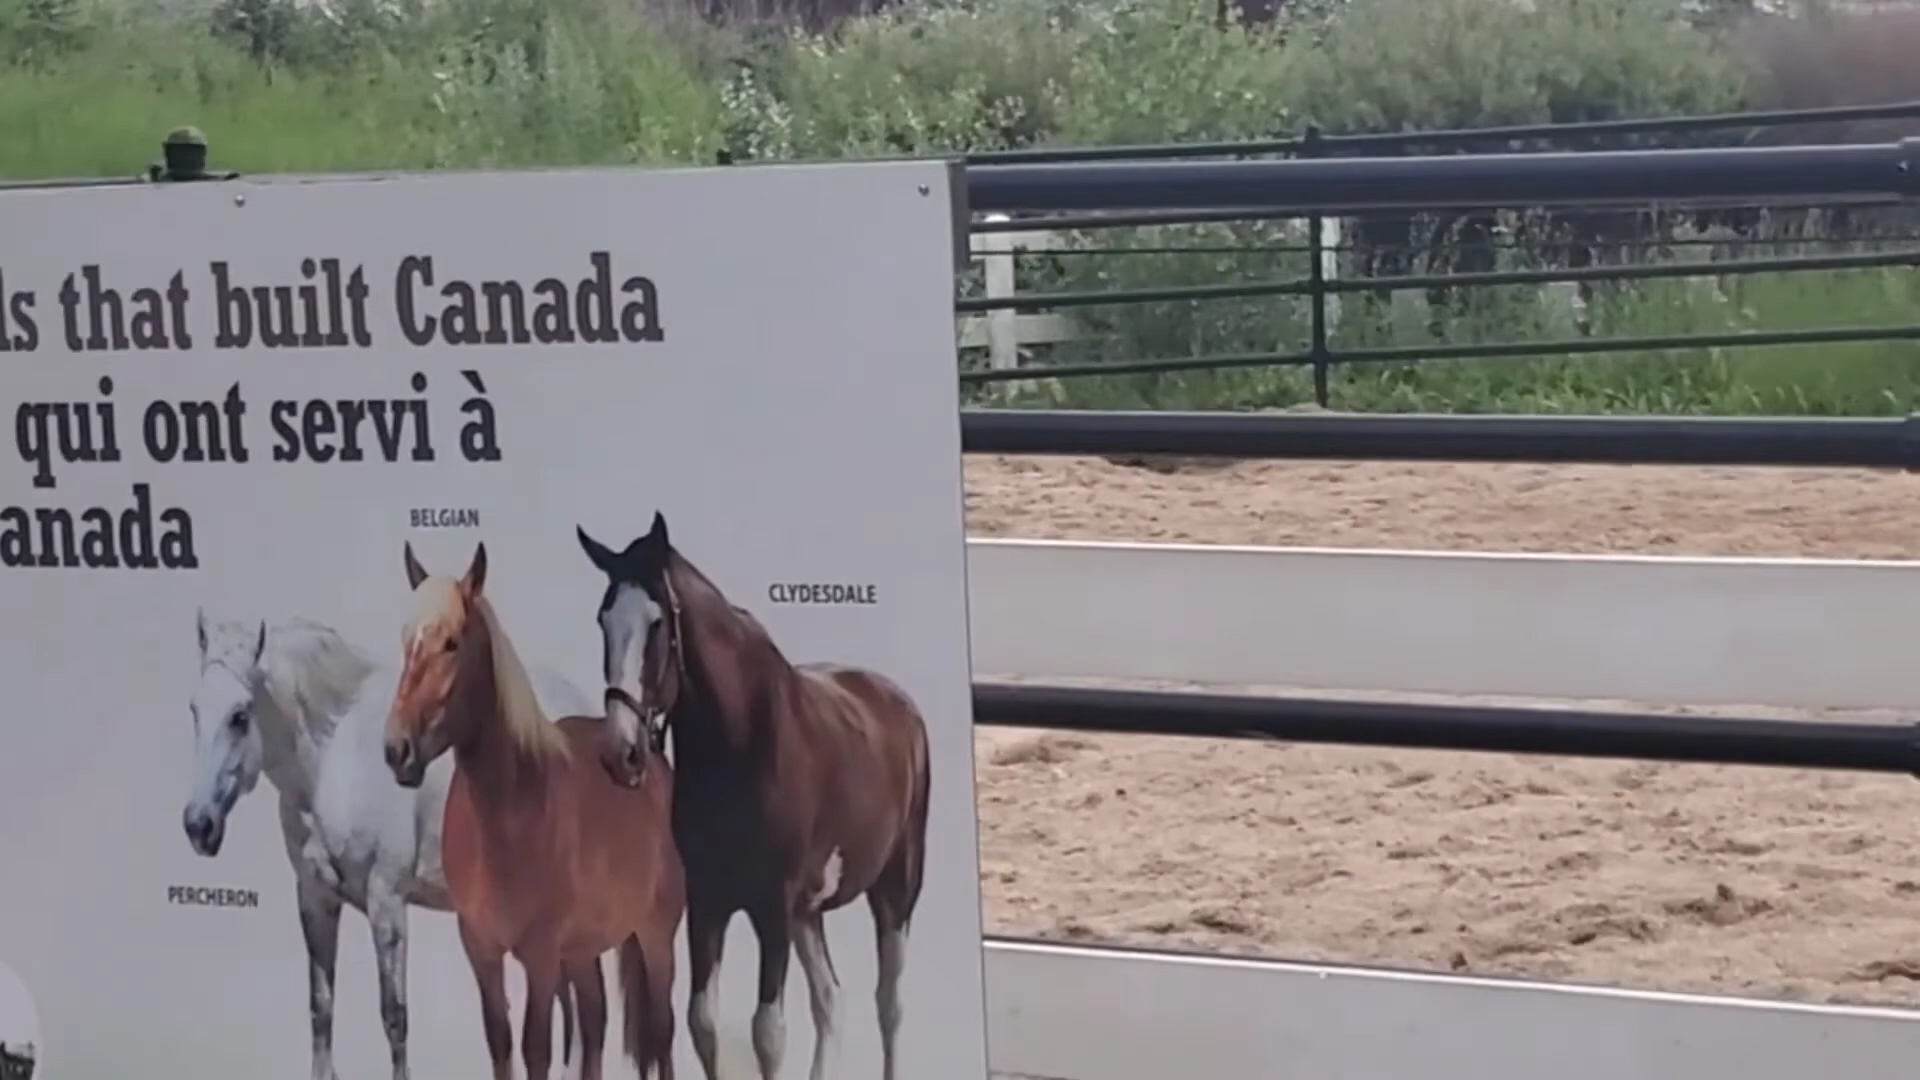 ls that built Canada
qui ont servi à
anada
BELGIAN
CLYDESDALE
PERCHERON